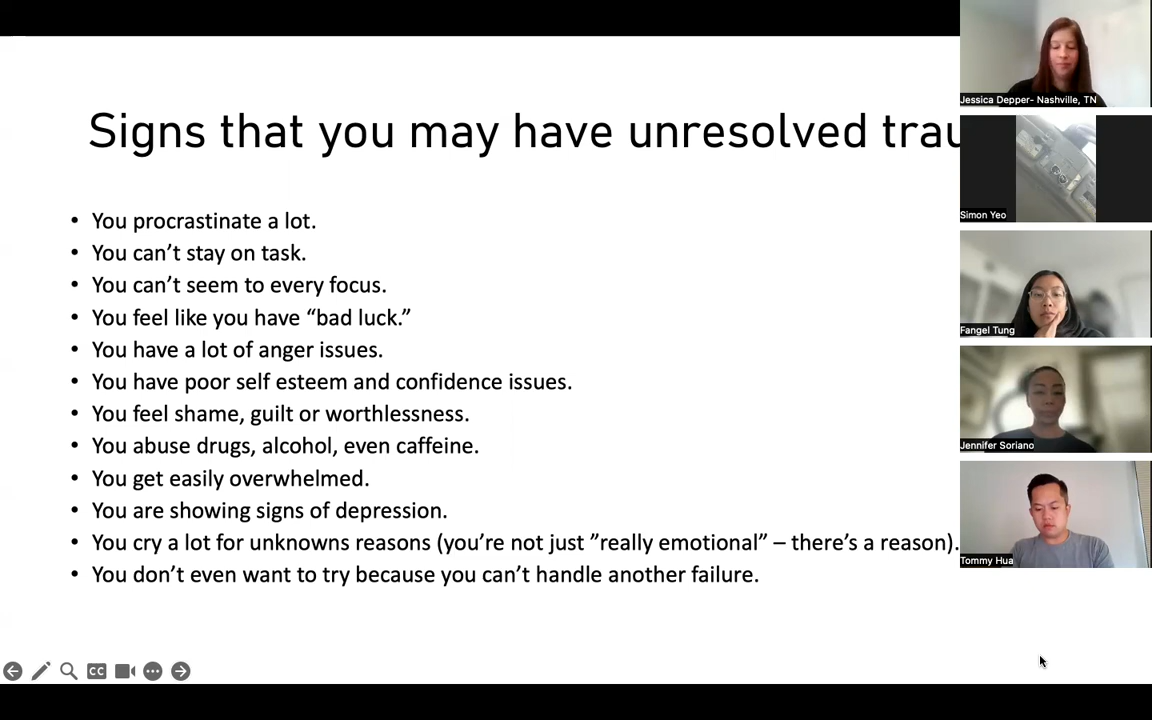 Signs that you may have unresolved trau
• You procrastinate a lot.
• You can't stay on task.
• You can't seem to every focus.
• You feel like you have “bad luck.”
• You have a lot of anger issues.
• You have poor self esteem and confidence issues.
• You feel shame, guilt or worthlessness.
• You abuse drugs, alcohol, even caffeine.
• You get easily overwhelmed.
• You are showing signs of depression.
• You cry a lot for unknowns reasons (you're not just ”really emotional” – there's a reason).
• You don't even want to try because you can't handle another failure.
CC
Jessica Depper- Nashville, TN
Simon Yeo
Fangel Tung
Jennifer Soriano
Tommy Hua